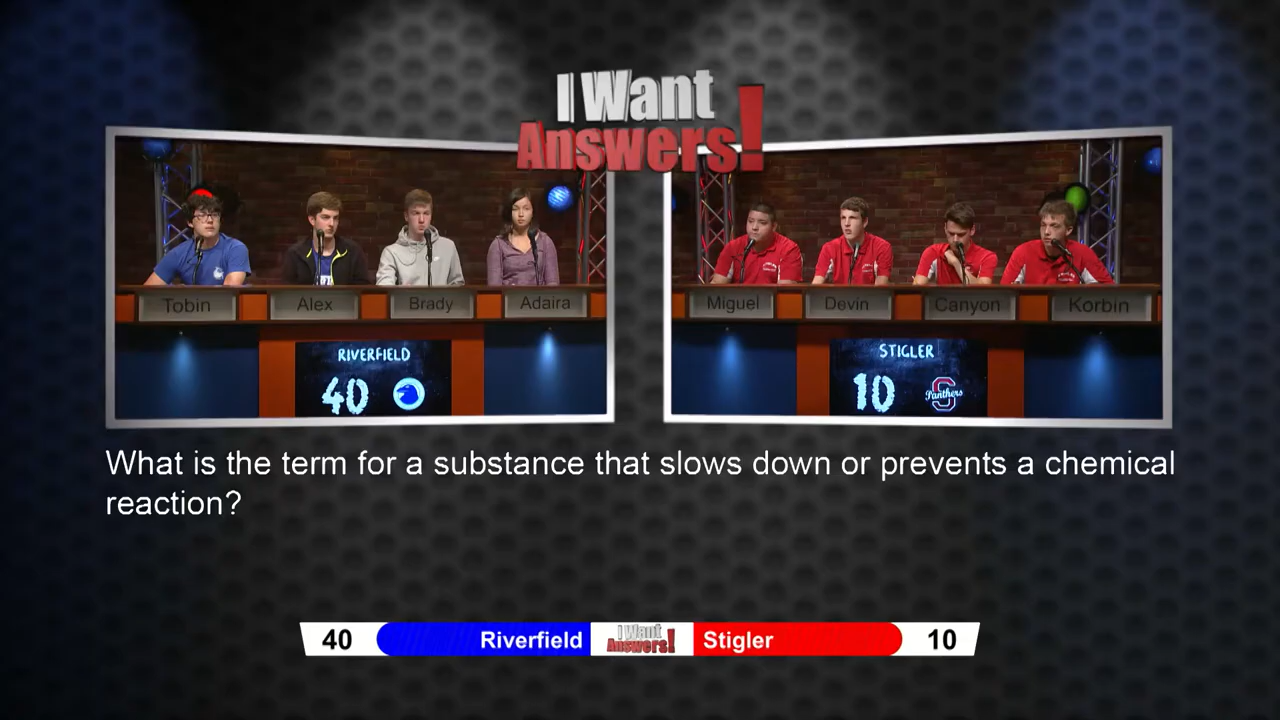 I Want
Answers!
Tobin
Alex
Brady
Adaira
Miguel
Devin
Canyon
Korbin
RIVERFIELD
40
STIGLER
10
Panthers
What is the term for a substance that slows down or prevents a chemical
reaction?
40 Riverfield I Want Answers! Stigler 10